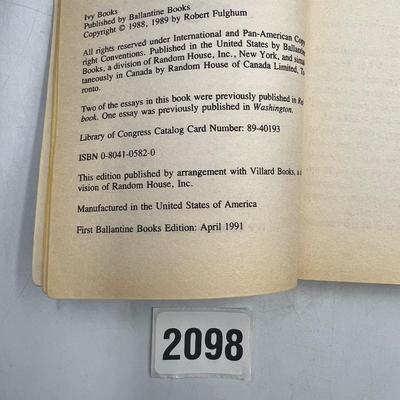 Ivy Books
Published by Ballantine Books
Copyright © 1988, 1989 by Robert Fulghum
All rights reserved under International and Pan-American Copy
right Conventions. Published in the United States by Ballantine
Books, a division of Random House, Inc., New York, and simul
taneously in Canada by Random House of Canada Limited, To
ronto.
Two of the essays in this book were previously published in
book. One essay was previously published in Washington.
Library of Congress Catalog Card Number: 89-40193
ISBN 0-8041-0582-0
This edition published by arrangement with Villard Books, a di
vision of Random House, Inc.
Manufactured in the United States of America
First Ballantine Books Edition: April 1991
2098